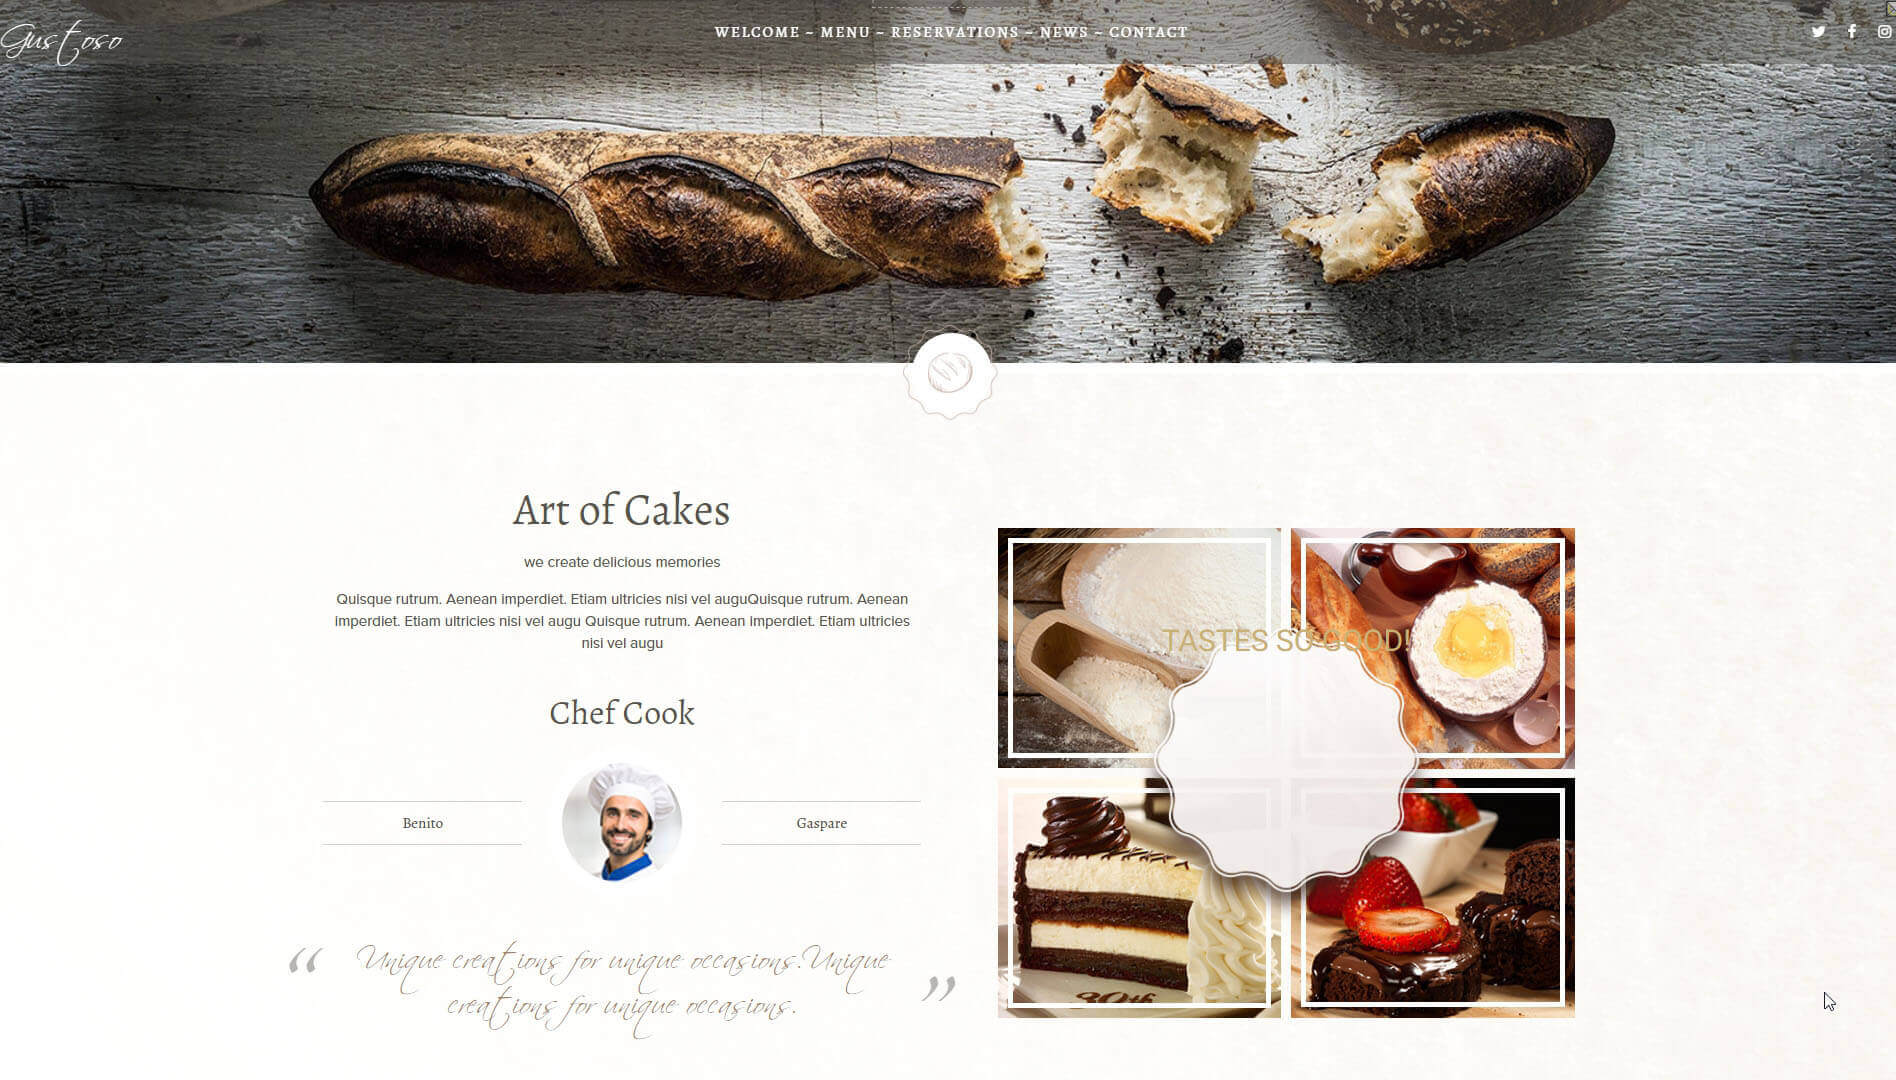 Gustoso
WELCOME – MENU – RESERVATIONS – NEWS – CONTACT
Art of Cakes
we create delicious memories
Quisque rutrum. Aenean imperdiet. Etiam ultricies nisi vel auguQuisque rutrum. Aenean
imperdiet. Etiam ultricies nisi vel augu Quisque rutrum. Aenean imperdiet. Etiam ultricies
nisi vel augu
Chef Cook
Benito
Gaspare
“ Unique creations for unique occasions.Unique
creations for unique occasions. ”
TASTES SO GOOD!
30th